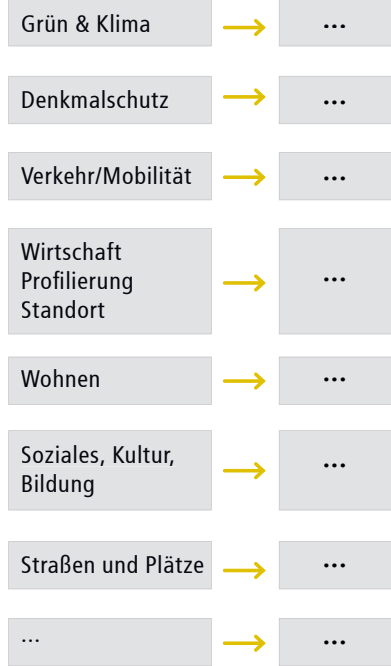 Grün & Klima
...
Denkmalschutz
...
Verkehr/Mobilität
...
Wirtschaft
Profilierung
Standort
...
Wohnen
...
Soziales, Kultur,
Bildung
...
Straßen und Plätze
...
...
...